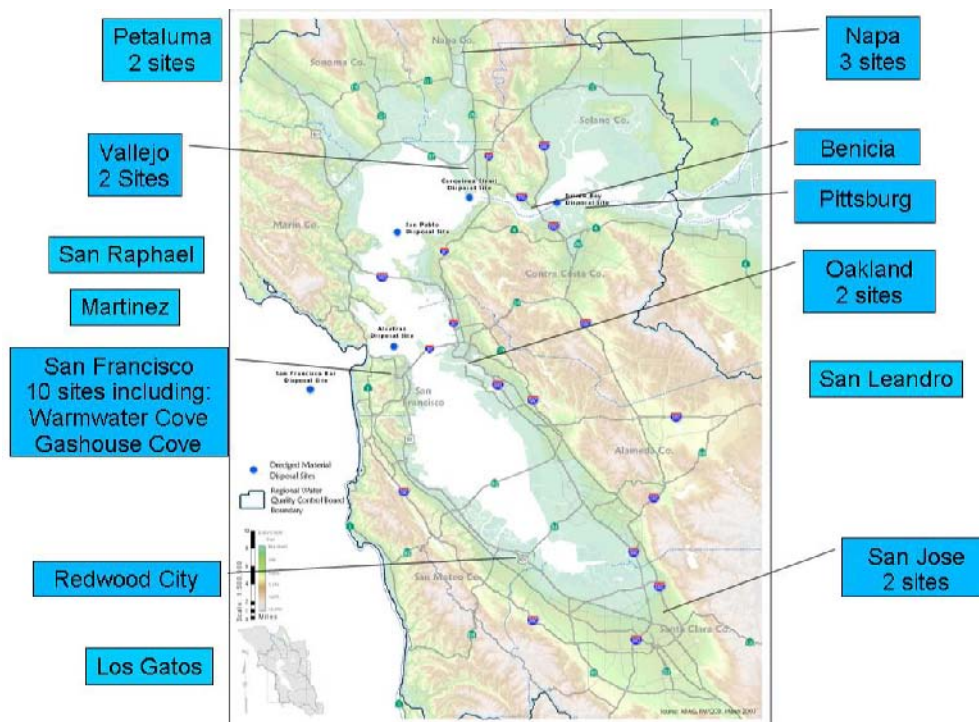 Petaluma
2 sites
Napa
3 sites
Napa Co.
Sonoma Co.
Solano Co.
Vallejo
2 Sites
Benicia
Disposal Site
Disposal Site
Pittsburg
Marin Co.
San Pablo
Disposal Site
San Raphael
Contra Costa Co.
Oakland
2 sites
Martinez
Alcatraz
Disposal Site
San Francisco
10 sites including:
Warmwater Cove
Gashouse Cove
San Francisco Bar
Disposal Site
San
Francisco
San Leandro
Alameda Co.
Dredged Material
Disposal Sites
Regional Water
Quality Control Board
Boundary
Redwood City
San Mateo Co.
San Jose
2 sites
Scale 1:500,000
Miles
Santa Clara Co.
Los Gatos